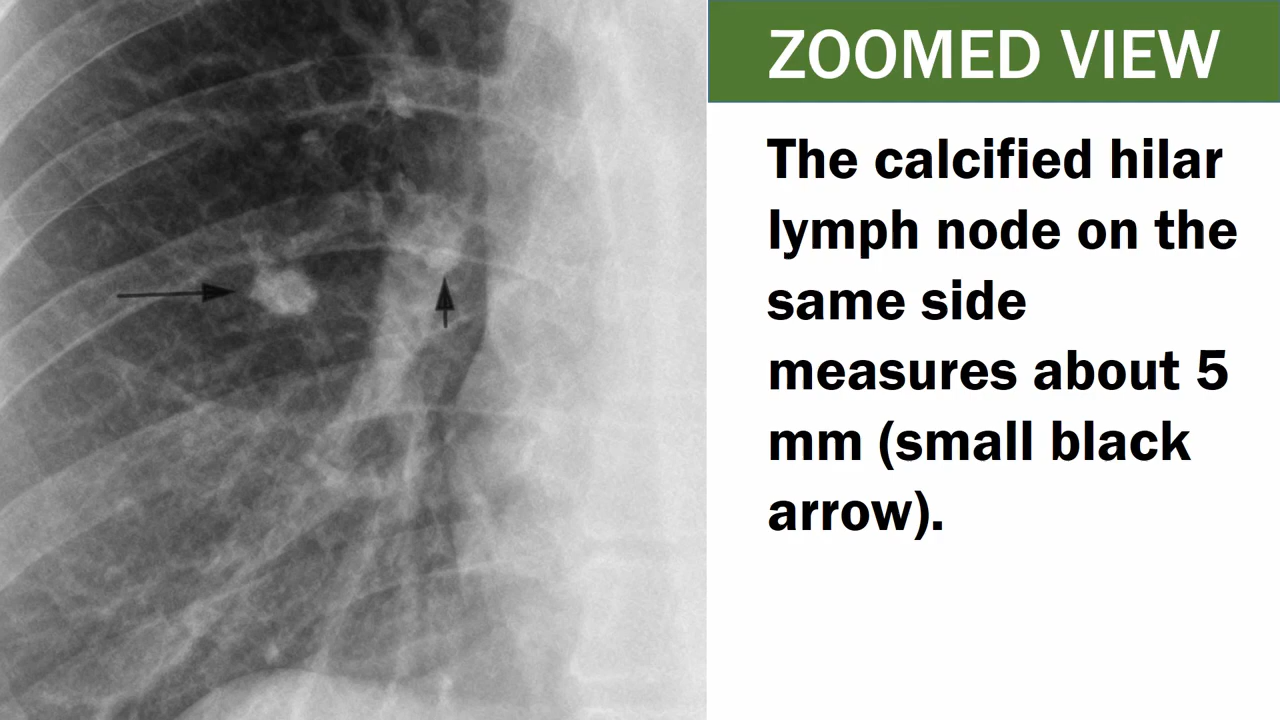 ZOOMED VIEW
The calcified hilar
lymph node on the
same side
measures about 5
mm (small black
arrow).